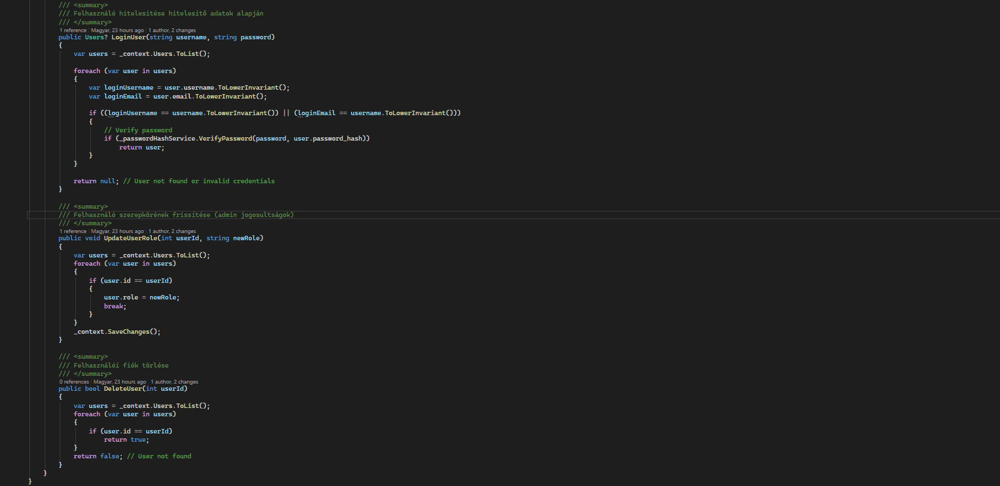 /// <summary>
/// Felhasználó hitelesítése hitelesítő adatok alapján
/// </summary>
1 reference | Magyar, 23 hours ago | 1 author, 2 changes
public Users? LoginUser(string username, string password)
{
var users = _context.Users.ToList();
foreach (var user in users)
{
var loginUsername = user.username.ToLowerInvariant();
var loginEmail = user.email.ToLowerInvariant();
if ((loginUsername == username.ToLowerInvariant()) || (loginEmail == username.ToLowerInvariant()))
{
// Verify password
if (_passwordHashService.VerifyPassword(password, user.password_hash))
return user;
}
}
return null; // User not found or invalid credentials
}
/// <summary>
/// Felhasználó szerepkörének frissítése (admin jogosultságok)
/// </summary>
1 reference | Magyar, 23 hours ago | 1 author, 2 changes
public void UpdateUserRole(int userId, string newRole)
{
var users = _context.Users.ToList();
foreach (var user in users)
{
if (user.id == userId)
{
user.role = newRole;
break;
}
}
_context.SaveChanges();
}
/// <summary>
/// Felhasználói fiók törlése
/// </summary>
0 references | Magyar, 23 hours ago | 1 author, 2 changes
public bool DeleteUser(int userId)
{
var users = _context.Users.ToList();
foreach (var user in users)
{
if (user.id == userId)
return true;
}
return false; // User not found
}
}
}